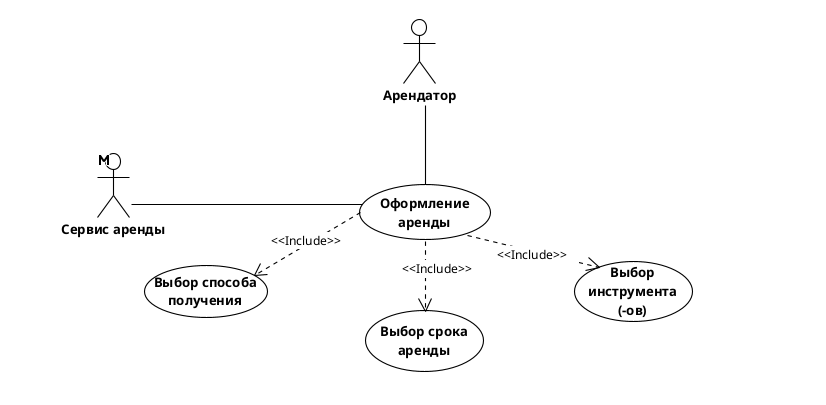 Арендатор
М
Сервис аренды
Оформление
аренды
<<Include>>
<<Include>>
<<Include>>
Выбор способа
получения
Выбор срока
аренды
Выбор
инструмента
(-ов)